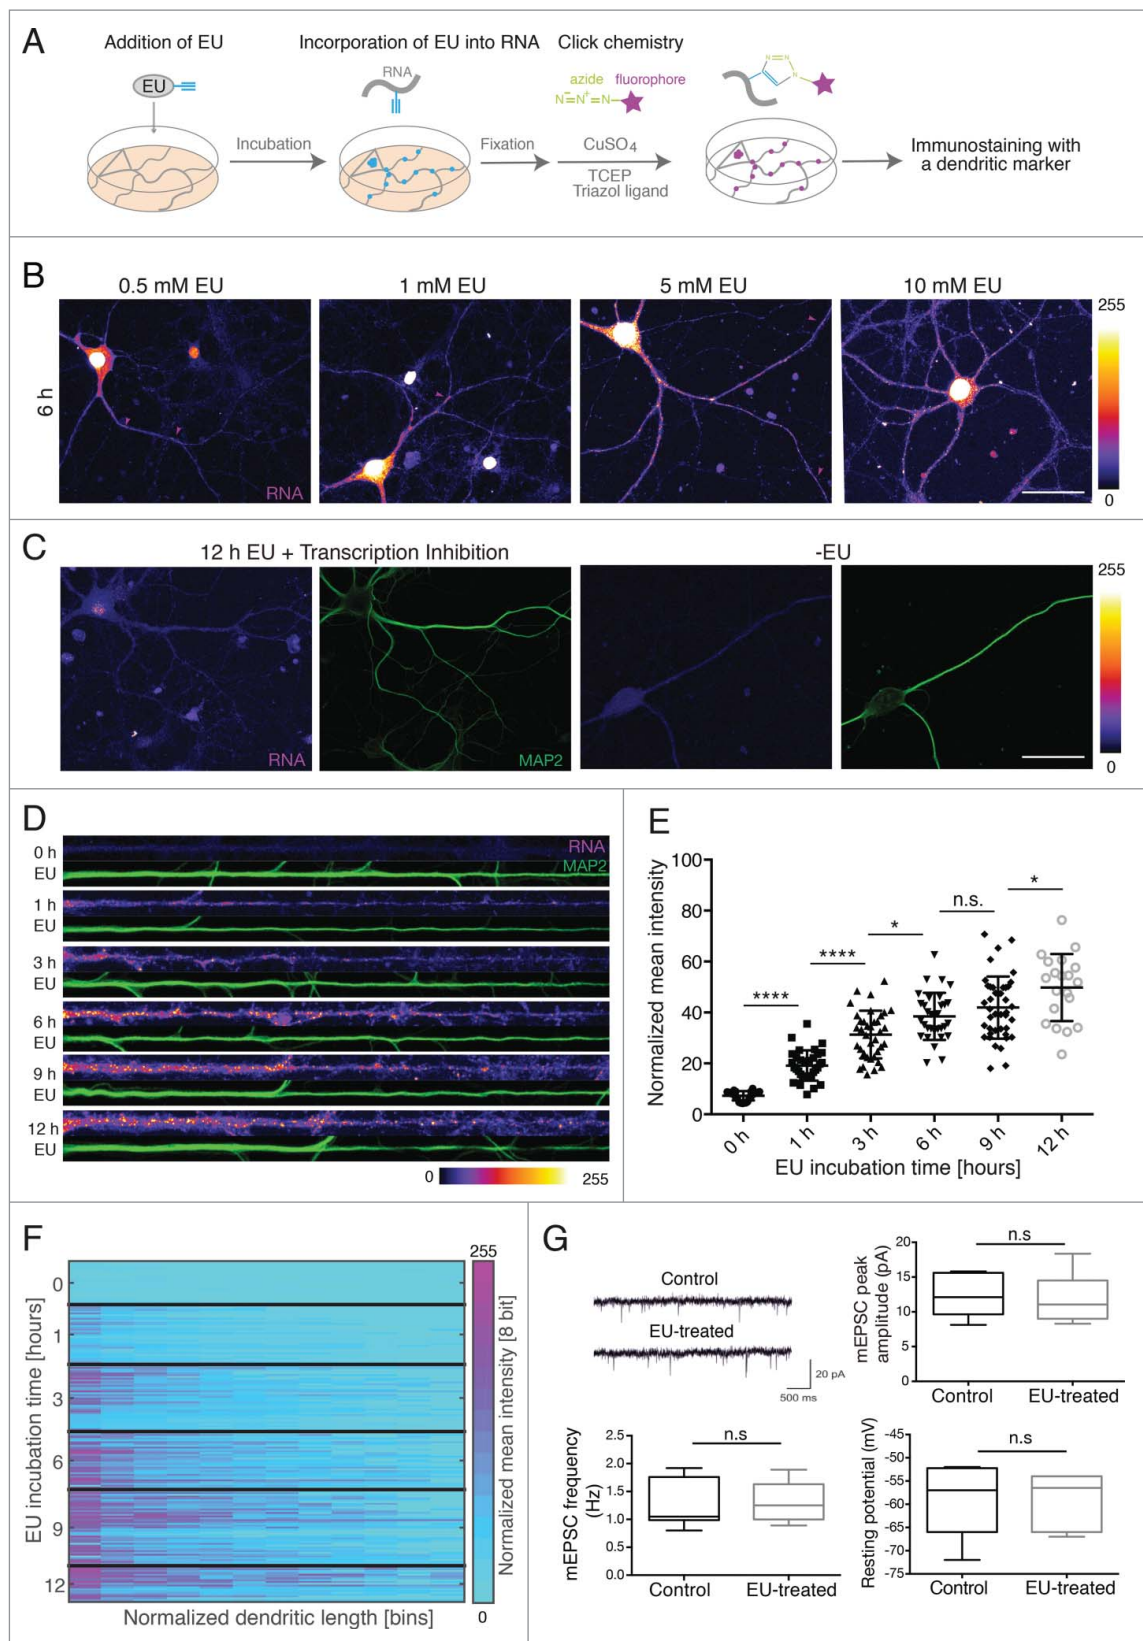 A
Addition of EU
Incorporation of EU into RNA
Click chemistry
EU
RNA
azide fluorophore
N=N⁺=N
N=N
N
Incubation
Fixation
CuSO₄
TCEP
Triazol ligand
Immunostaining with
a dendritic marker
B
0.5 mM EU
1 mM EU
5 mM EU
10 mM EU
6 h
RNA
255
0
C
12 h EU + Transcription Inhibition
-EU
RNA
MAP2
255
0
D
0 h
EU
RNA
MAP2
1 h
EU
3 h
EU
6 h
EU
9 h
EU
12 h
EU
0
255
E
Normalized mean intensity
100
80
60
40
20
0
****
****
*
n.s.
*
0 h
1 h
3 h
6 h
9 h
12 h
EU incubation time [hours]
F
EU incubation time [hours]
0
1
3
6
9
12
Normalized dendritic length [bins]
255
Normalized mean intensity [8 bit]
0
G
Control
EU-treated
20 pA
500 ms
mEPSC peak
amplitude (pA)
20
15
10
5
0
n.s
Control EU-treated
mEPSC frequency
(Hz)
2.5
2.0
1.5
1.0
0.5
0.0
n.s
Control EU-treated
Resting potential (mV)
-45
-50
-55
-60
-65
-70
-75
n.s
Control EU-treated